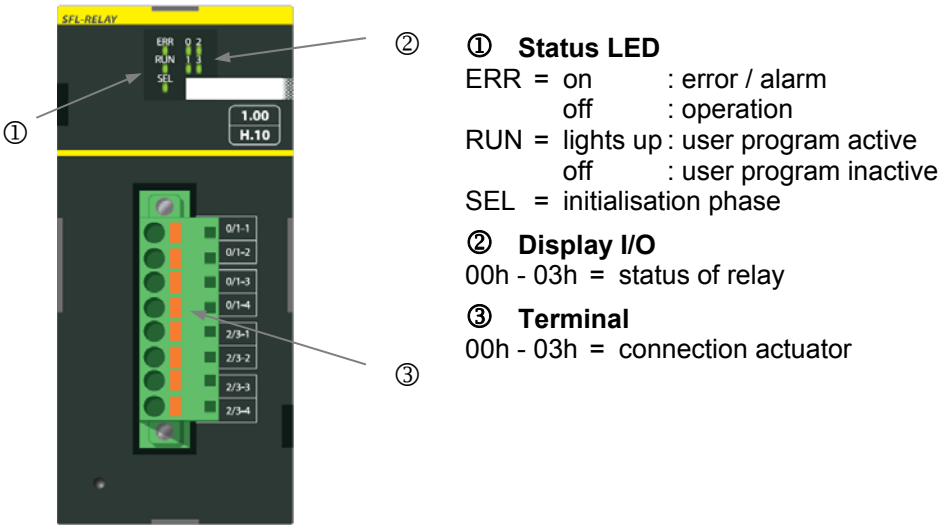 SFL-RELAY
ERR 0 2
RUN 1 3
SEL
1.00
H.10
0/1-1
0/1-2
0/1-3
0/1-4
2/3-1
2/3-2
2/3-3
2/3-4
①
②
③
① Status LED
ERR = on : error / alarm
off : operation
RUN = lights up : user program active
off : user program inactive
SEL = initialisation phase
② Display I/O
00h - 03h = status of relay
③ Terminal
00h - 03h = connection actuator